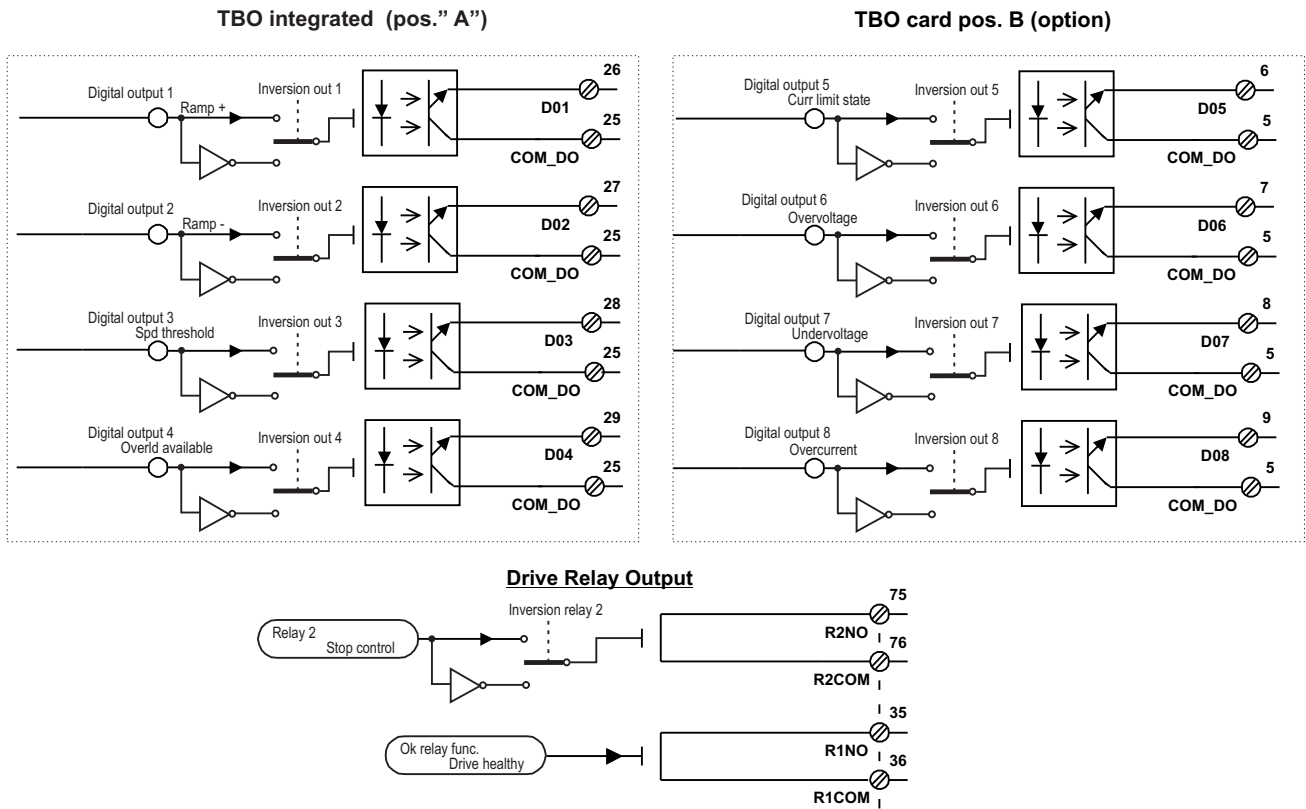 TBO integrated (pos." A")
Digital output 1
Ramp +
Inversion out 1
26
D01
25
COM_DO
Digital output 2
Ramp -
Inversion out 2
27
D02
25
COM_DO
Digital output 3
Spd threshold
Inversion out 3
28
D03
25
COM_DO
Digital output 4
Overld available
Inversion out 4
29
D04
25
COM_DO
TBO card pos. B (option)
Digital output 5
Curr limit state
Inversion out 5
6
D05
5
COM_DO
Digital output 6
Overvoltage
Inversion out 6
7
D06
5
COM_DO
Digital output 7
Undervoltage
Inversion out 7
8
D07
5
COM_DO
Digital output 8
Overcurrent
Inversion out 8
9
D08
5
COM_DO
Drive Relay Output
Relay 2
Stop control
Inversion relay 2
75
R2NO
76
R2COM
Ok relay func.
Drive healthy
35
R1NO
36
R1COM